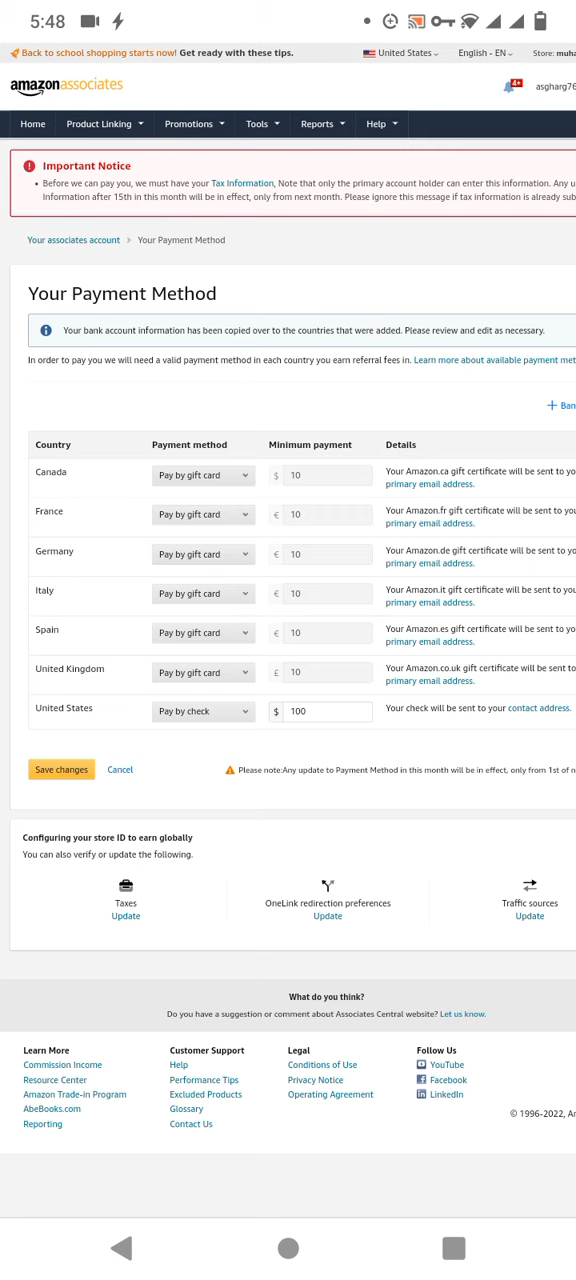 5:48
Back to school shopping starts now! Get ready with these tips.
United States
English - EN
Store: muha
amazonassociates
4+
asgharg76
Home
Product Linking
Promotions
Tools
Reports
Help
Important Notice
Before we can pay you, we must have your Tax Information, Note that only the primary account holder can enter this information. Any u
Information after 15th in this month will be in effect, only from next month. Please ignore this message if tax information is already sub
Your associates account > Your Payment Method
Your Payment Method
Your bank account information has been copied over to the countries that were added. Please review and edit as necessary.
In order to pay you we will need a valid payment method in each country you earn referral fees in. Learn more about available payment met
+ Ban
Country Payment method Minimum payment Details
Canada Pay by gift card $ 10 Your Amazon.ca gift certificate will be sent to yo
primary email address.
France Pay by gift card € 10 Your Amazon.fr gift certificate will be sent to yo
primary email address.
Germany Pay by gift card € 10 Your Amazon.de gift certificate will be sent to yo
primary email address.
Italy Pay by gift card € 10 Your Amazon.it gift certificate will be sent to you
primary email address.
Spain Pay by gift card € 10 Your Amazon.es gift certificate will be sent to yo
primary email address.
United Kingdom Pay by gift card £ 10 Your Amazon.co.uk gift certificate will be sent to
primary email address.
United States Pay by check $ 100 Your check will be sent to your contact address.
Save changes
Cancel
Please note:Any update to Payment Method in this month will be in effect, only from 1st of n
Configuring your store ID to earn globally
You can also verify or update the following.
Taxes
Update
OneLink redirection preferences
Update
Traffic sources
Update
What do you think?
Do you have a suggestion or comment about Associates Central website? Let us know.
Learn More
Commission Income
Resource Center
Amazon Trade-in Program
AbeBooks.com
Reporting
Customer Support
Help
Performance Tips
Excluded Products
Glossary
Contact Us
Legal
Conditions of Use
Privacy Notice
Operating Agreement
Follow Us
YouTube
Facebook
LinkedIn
© 1996-2022, Am